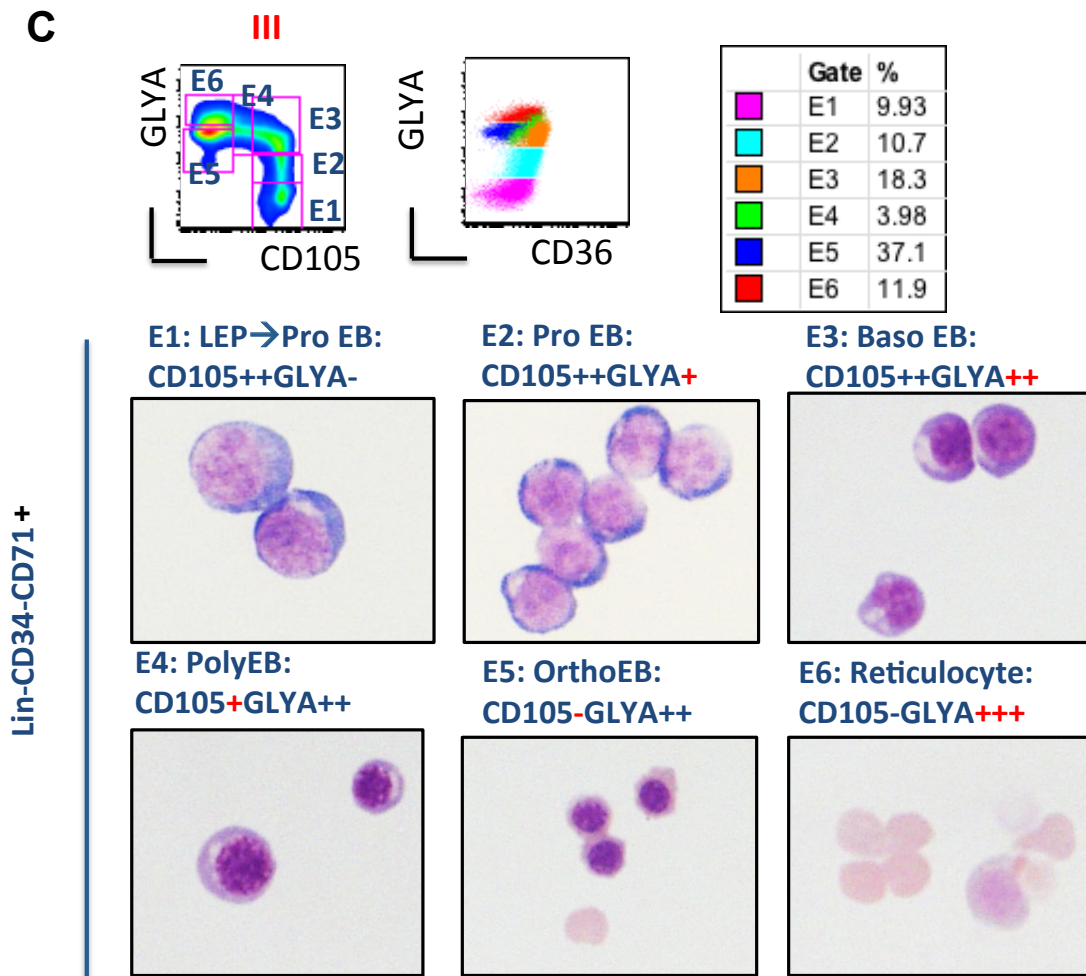 C
III
GLYA
E6
E4
E3
E2
E5
E1
CD105
GLYA
CD36
Gate %
E1 9.93
E2 10.7
E3 18.3
E4 3.98
E5 37.1
E6 11.9
Lin-CD34-CD71 +
E1: LEP→Pro EB:
CD105++GLYA-
E2: Pro EB:
CD105++GLYA+
E3: Baso EB:
CD105++GLYA++
E4: PolyEB:
CD105+GLYA++
E5: OrthoEB:
CD105-GLYA++
E6: Reticulocyte:
CD105-GLYA+++